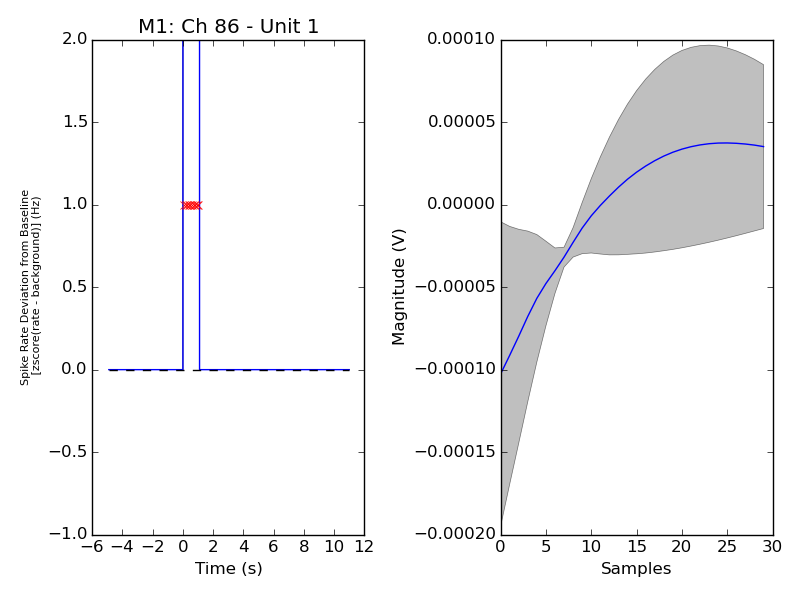 M1: Ch 86 - Unit 1
2.0
1.5
1.0
0.5
0.0
−0.5
−1.0
−6 −4 −2 0 2 4 6 8 10 12
Time (s)
Spike Rate Deviation from Baseline
[zscore(rate - background)] (Hz)
0.00010
0.00005
0.00000
−0.00005
−0.00010
−0.00015
−0.00020
0 5 10 15 20 25 30
Samples
Magnitude (V)